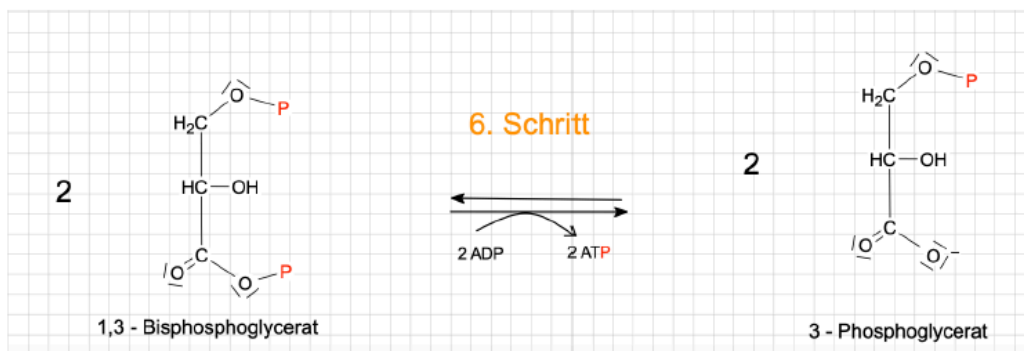 O
P
H₂C
HC—OH
2
C
O
O
P
1,3 - Bisphosphoglycerat
6. Schritt
2 ADP
2 ATP
O
P
H₂C
2
HC—OH
C
O
O⁻
3 - Phosphoglycerat